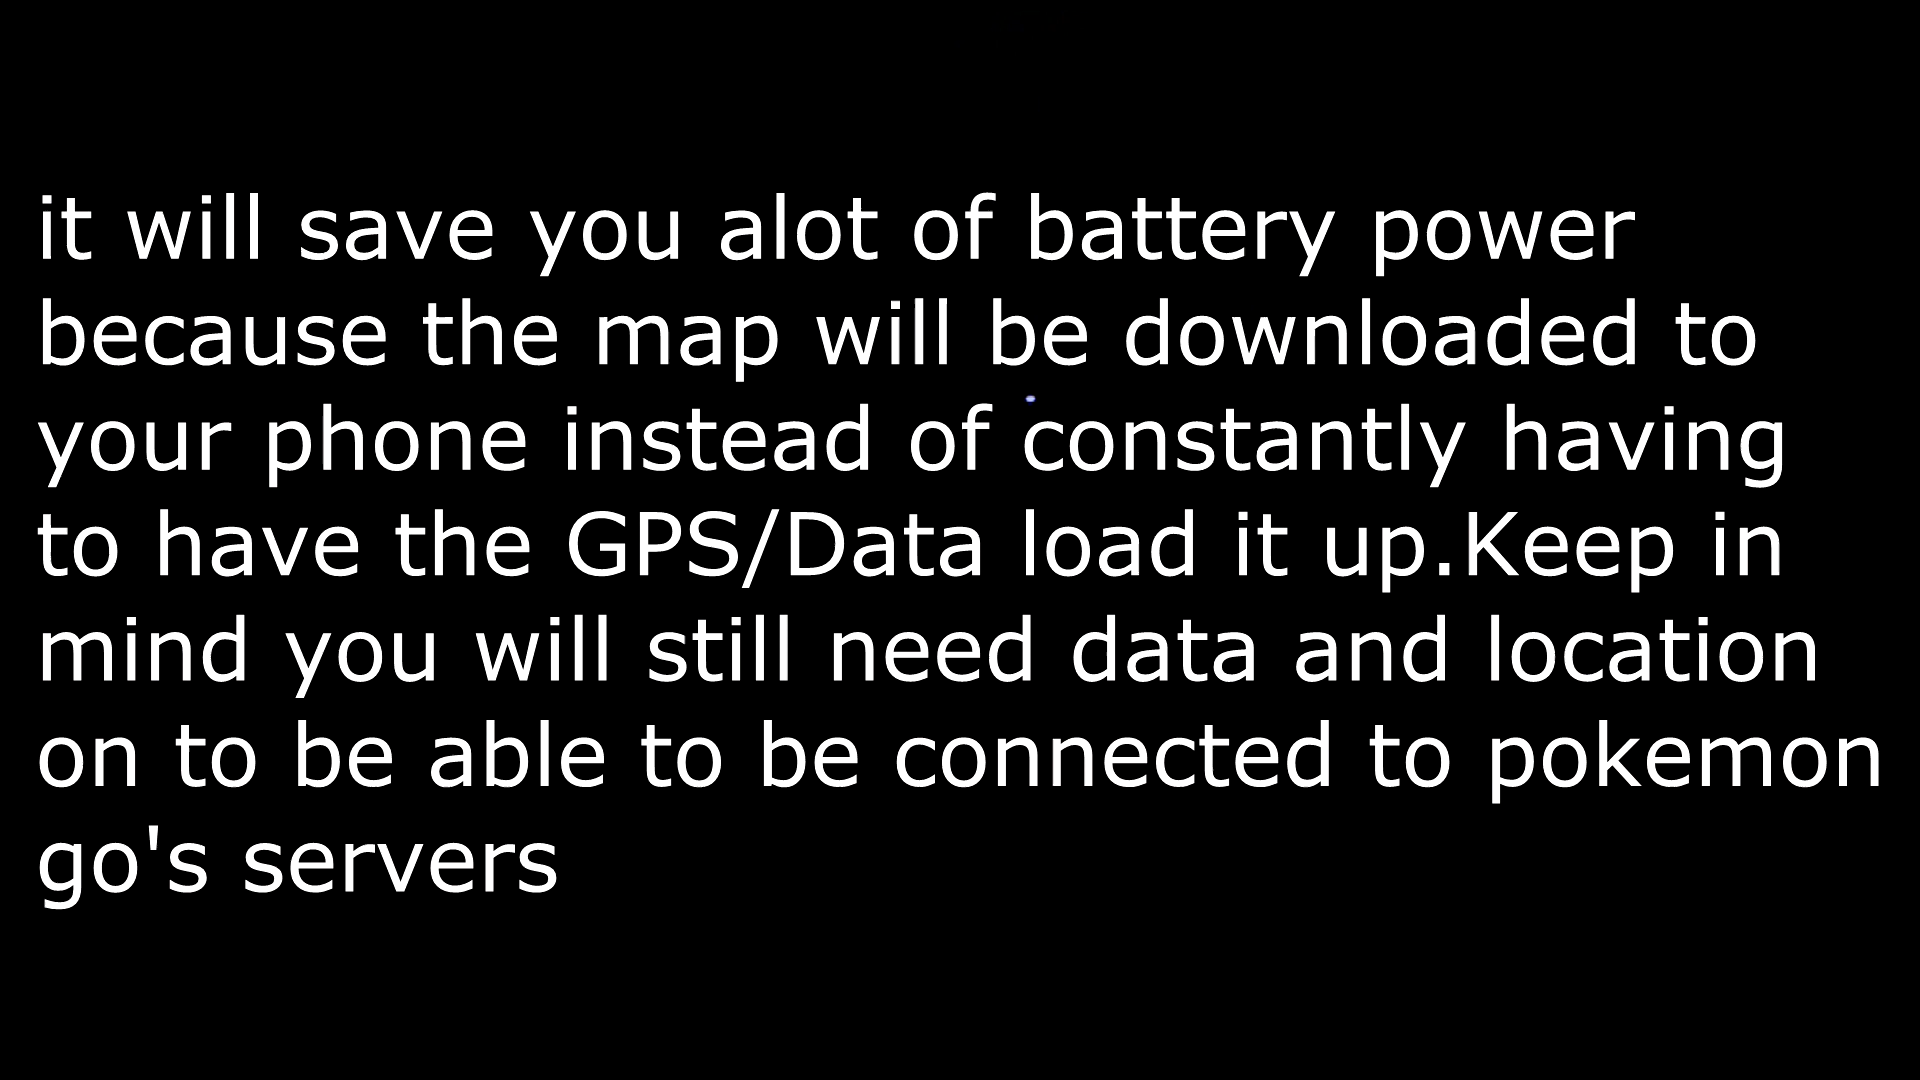 it will save you alot of battery power
because the map will be downloaded to
your phone instead of constantly having
to have the GPS/Data load it up.Keep in
mind you will still need data and location
on to be able to be connected to pokemon
go's servers